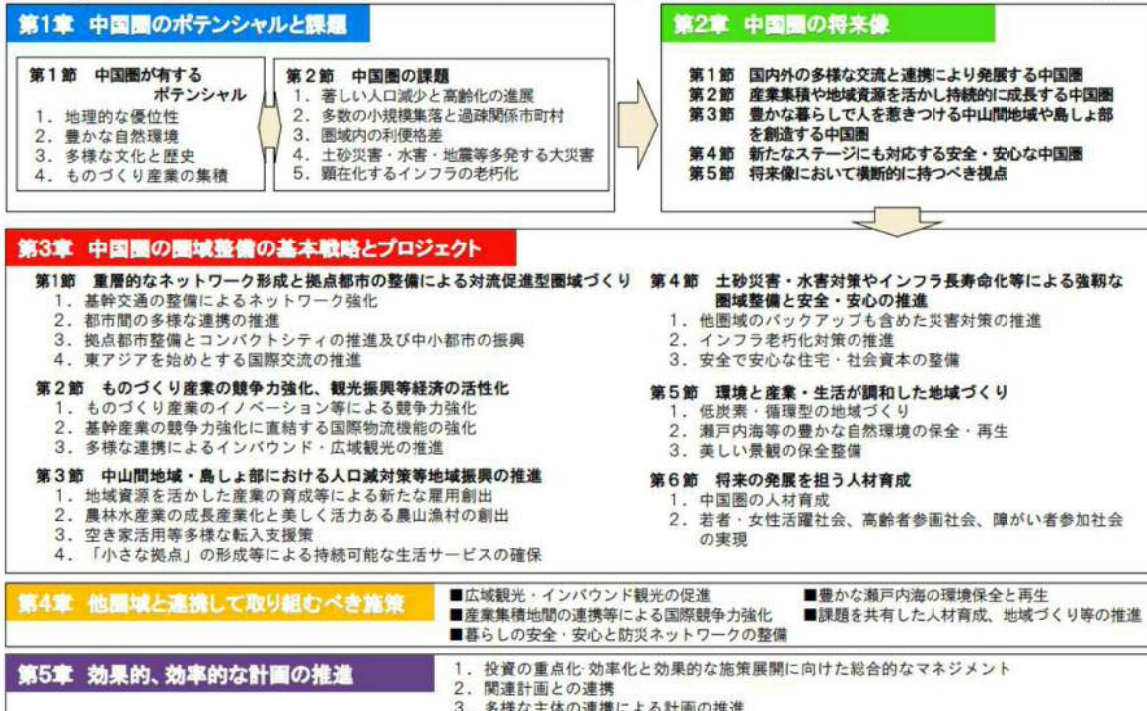 第1章 中国圏のポテンシャルと課題
第1節 中国圏が有する
ポテンシャル
1. 地理的な優位性
2. 豊かな自然環境
3. 多様な文化と歴史
4. ものづくり産業の集積
第2節 中国圏の課題
1. 著しい人口減少と高齢化の進展
2. 多数の小規模集落と過疎関係市町村
3. 圏域内の利便格差
4. 土砂災害・水害・地震等多発する大災害
5. 顕在化するインフラの老朽化
第2章 中国圏の将来像
第1節 国内外の多様な交流と連携により発展する中国圏
第2節 産業集積や地域資源を活かし持続的に成長する中国圏
第3節 豊かな暮らしで人を惹きつける中山間地域や島しょ部
を創造する中国圏
第4節 新たなステージにも対応する安全・安心な中国圏
第5節 将来像において横断的に持つべき視点
第3章 中国圏の圏域整備の基本戦略とプロジェクト
第1節 重層的なネットワーク形成と拠点都市の整備による対流促進型圏域づくり
1. 基幹交通の整備によるネットワーク強化
2. 都市間の多様な連携の推進
3. 拠点都市整備とコンパクトシティの推進及び中小都市の振興
4. 東アジアを始めとする国際交流の推進
第2節 ものづくり産業の競争力強化、観光振興等経済の活性化
1. ものづくり産業のイノベーション等による競争力強化
2. 基幹産業の競争力強化に直結する国際物流機能の強化
3. 多様な連携によるインバウンド・広域観光の推進
第3節 中山間地域・島しょ部における人口減対策等地域振興の推進
1. 地域資源を活かした産業の育成等による新たな雇用創出
2. 農林水産業の成長産業化と美しく活力ある農山漁村の創出
3. 空き家活用等多様な転入支援策
4. 「小さな拠点」の形成等による持続可能な生活サービスの確保
第4節 土砂災害・水害対策やインフラ長寿命化等による強靱な
圏域整備と安全・安心の推進
1. 他圏域のバックアップも含めた災害対策の推進
2. インフラ老朽化対策の推進
3. 安全で安心な住宅・社会資本の整備
第5節 環境と産業・生活が調和した地域づくり
1. 低炭素・循環型の地域づくり
2. 瀬戸内海等の豊かな自然環境の保全・再生
3. 美しい景観の保全整備
第6節 将来の発展を担う人材育成
1. 中国圏の人材育成
2. 若者・女性活躍社会、高齢者参画社会、障がい者参加社会
の実現
第4章 他圏域と連携して取り組むべき施策
■広域観光・インバウンド観光の促進
■産業集積地間の連携等による国際競争力強化
■暮らしの安全・安心と防災ネットワークの整備
■豊かな瀬戸内海の環境保全と再生
■課題を共有した人材育成、地域づくり等の推進
第5章 効果的、効率的な計画の推進
1. 投資の重点化・効率化と効果的な施策展開に向けた総合的なマネジメント
2. 関連計画との連携
3. 多様な主体の連携による計画の推進